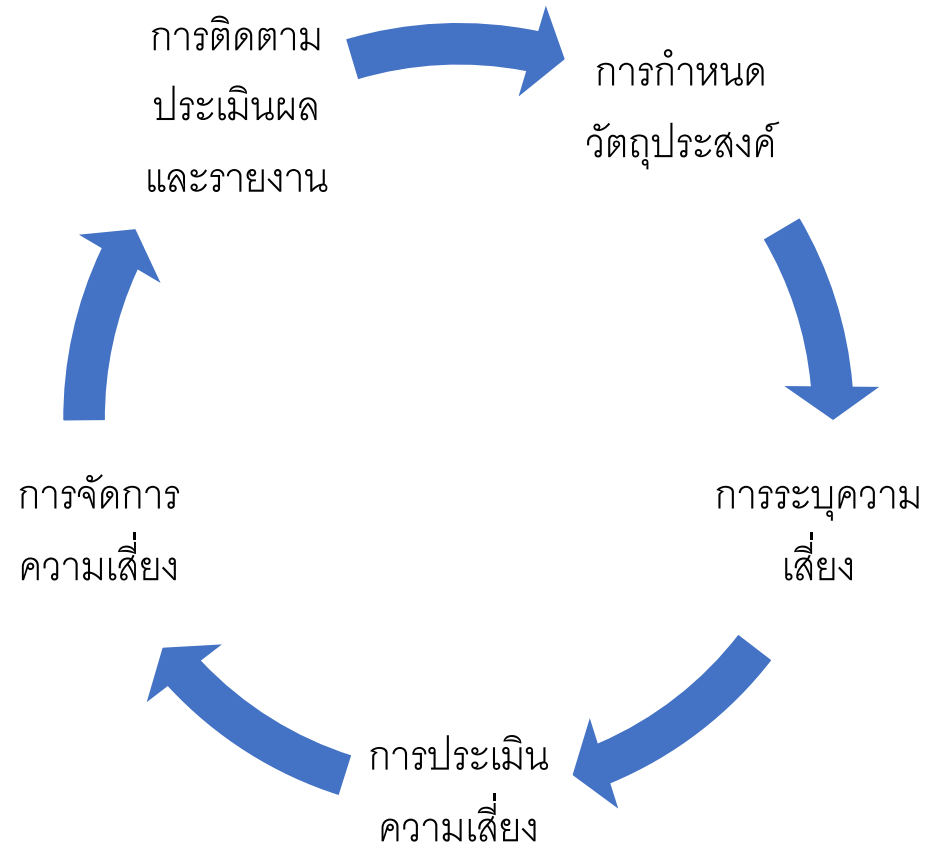 การติดตาม
ประเมินผล
และรายงาน
การกำหนด
วัตถุประสงค์
การระบุความ
เสี่ยง
การประเมิน
ความเสี่ยง
การจัดการ
ความเสี่ยง